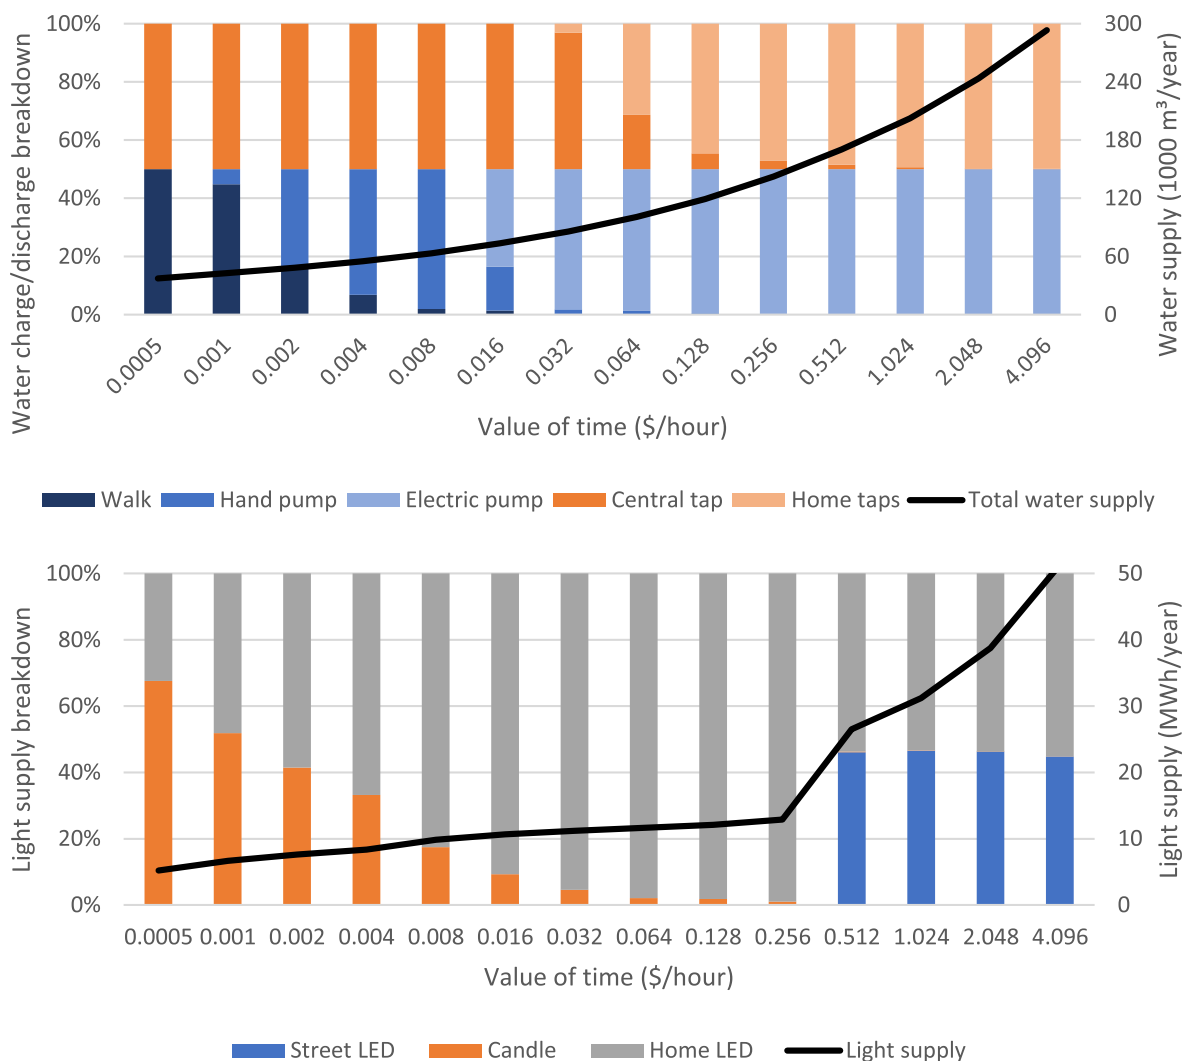 Water charge/discharge breakdown
100%
80%
60%
40%
20%
0%
300
240
180
120
60
0
Water supply (1000 m³/year)
0.0005 0.001 0.002 0.004 0.008 0.016 0.032 0.064 0.128 0.256 0.512 1.024 2.048 4.096
Value of time ($/hour)
Walk Hand pump Electric pump Central tap Home taps Total water supply
Light supply breakdown
100%
80%
60%
40%
20%
0%
50
40
30
20
10
0
Light supply (MWh/year)
0.0005 0.001 0.002 0.004 0.008 0.016 0.032 0.064 0.128 0.256 0.512 1.024 2.048 4.096
Value of time ($/hour)
Street LED Candle Home LED Light supply